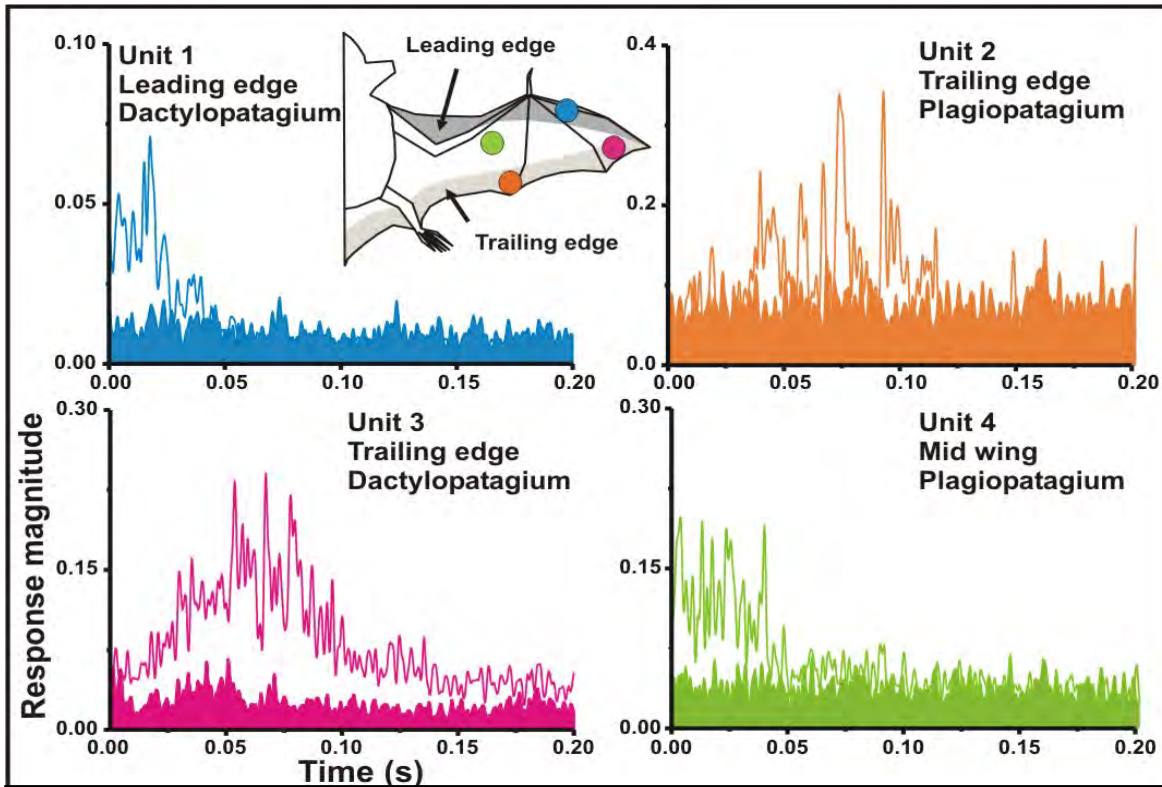 0.10
Unit 1
Leading edge
Dactylopatagium
0.05
0.00
0.00 0.05 0.10 0.15 0.20
Leading edge
Trailing edge
0.4
Unit 2
Trailing edge
Plagiopatagium
0.2
0.0
0.00 0.05 0.10 0.15 0.20
0.30
Unit 3
Trailing edge
Dactylopatagium
0.15
0.00
0.00 0.05 0.10 0.15 0.20
0.30
Unit 4
Mid wing
Plagiopatagium
0.15
0.00
0.00 0.05 0.10 0.15 0.20
Response magnitude
Time (s)